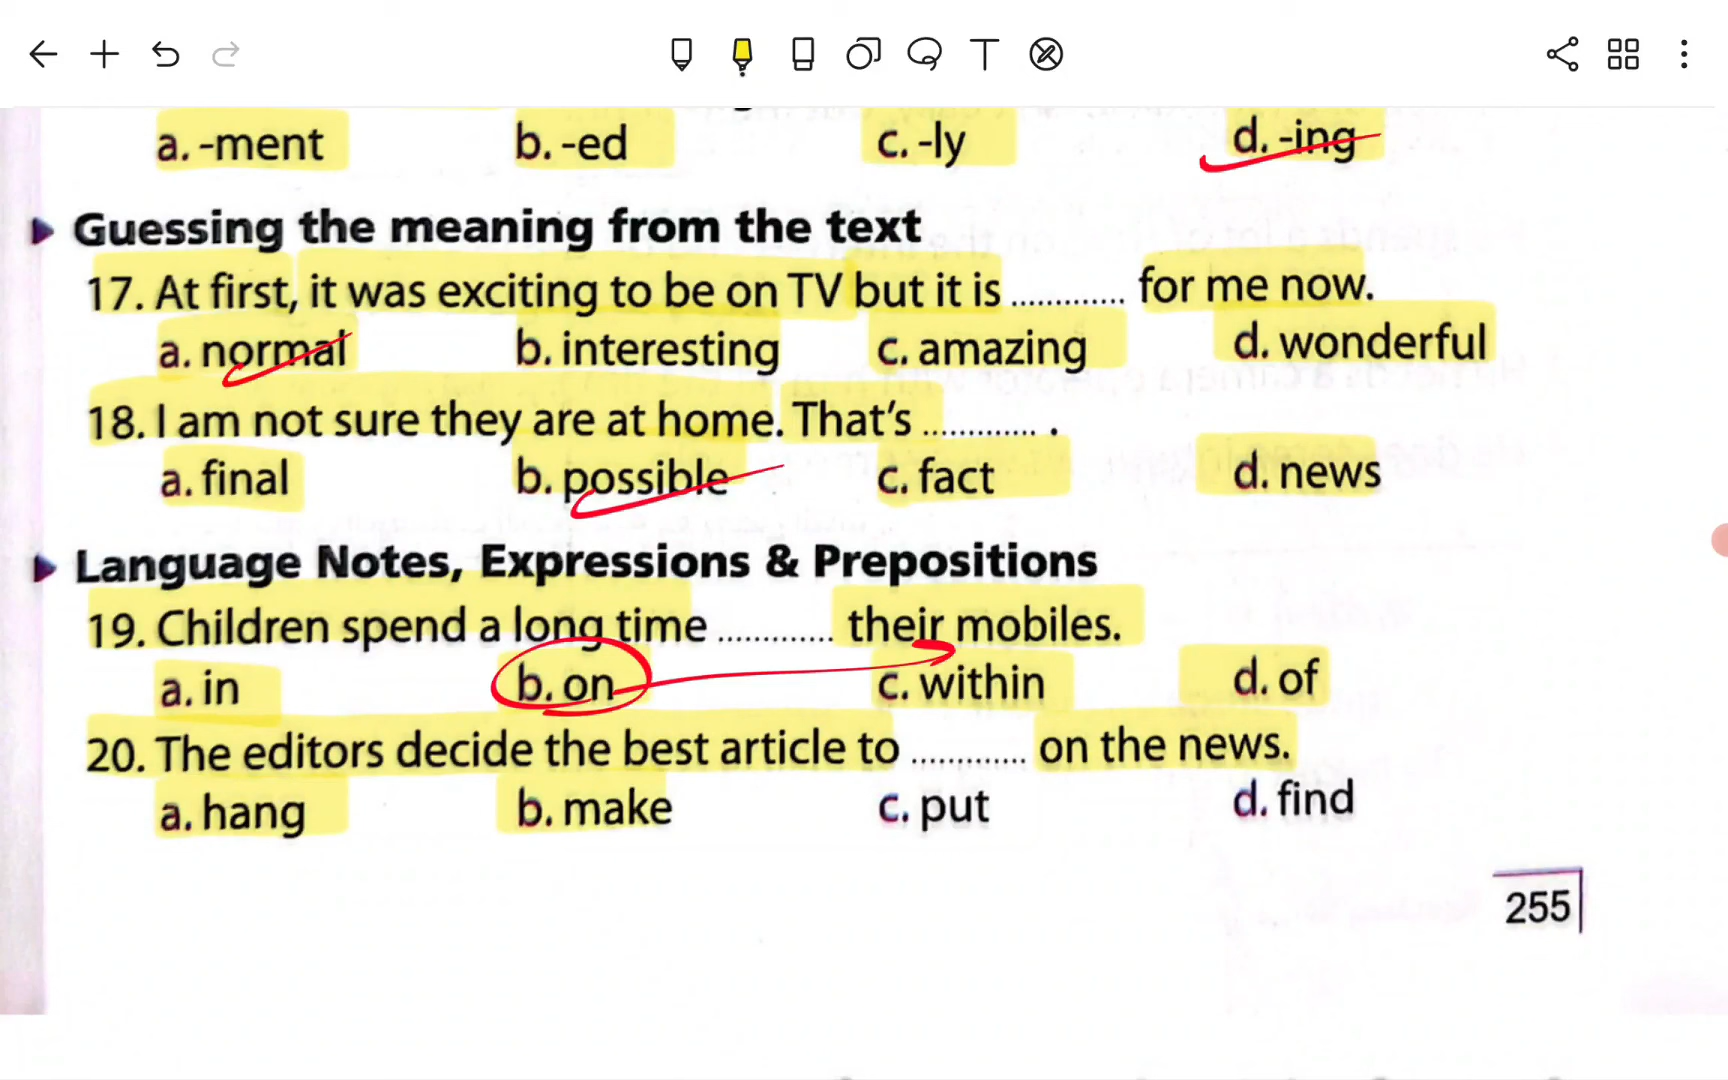 a. -ment b. -ed c. -ly d. -ing
Guessing the meaning from the text
17. At first, it was exciting to be on TV but it is ............. for me now.
a. normal b. interesting c. amazing d. wonderful
18. I am not sure they are at home. That's ............. .
a. final b. possible c. fact d. news
Language Notes, Expressions & Prepositions
19. Children spend a long time ............. their mobiles.
a. in b. on c. within d. of
20. The editors decide the best article to ............. on the news.
a. hang b. make c. put d. find
255